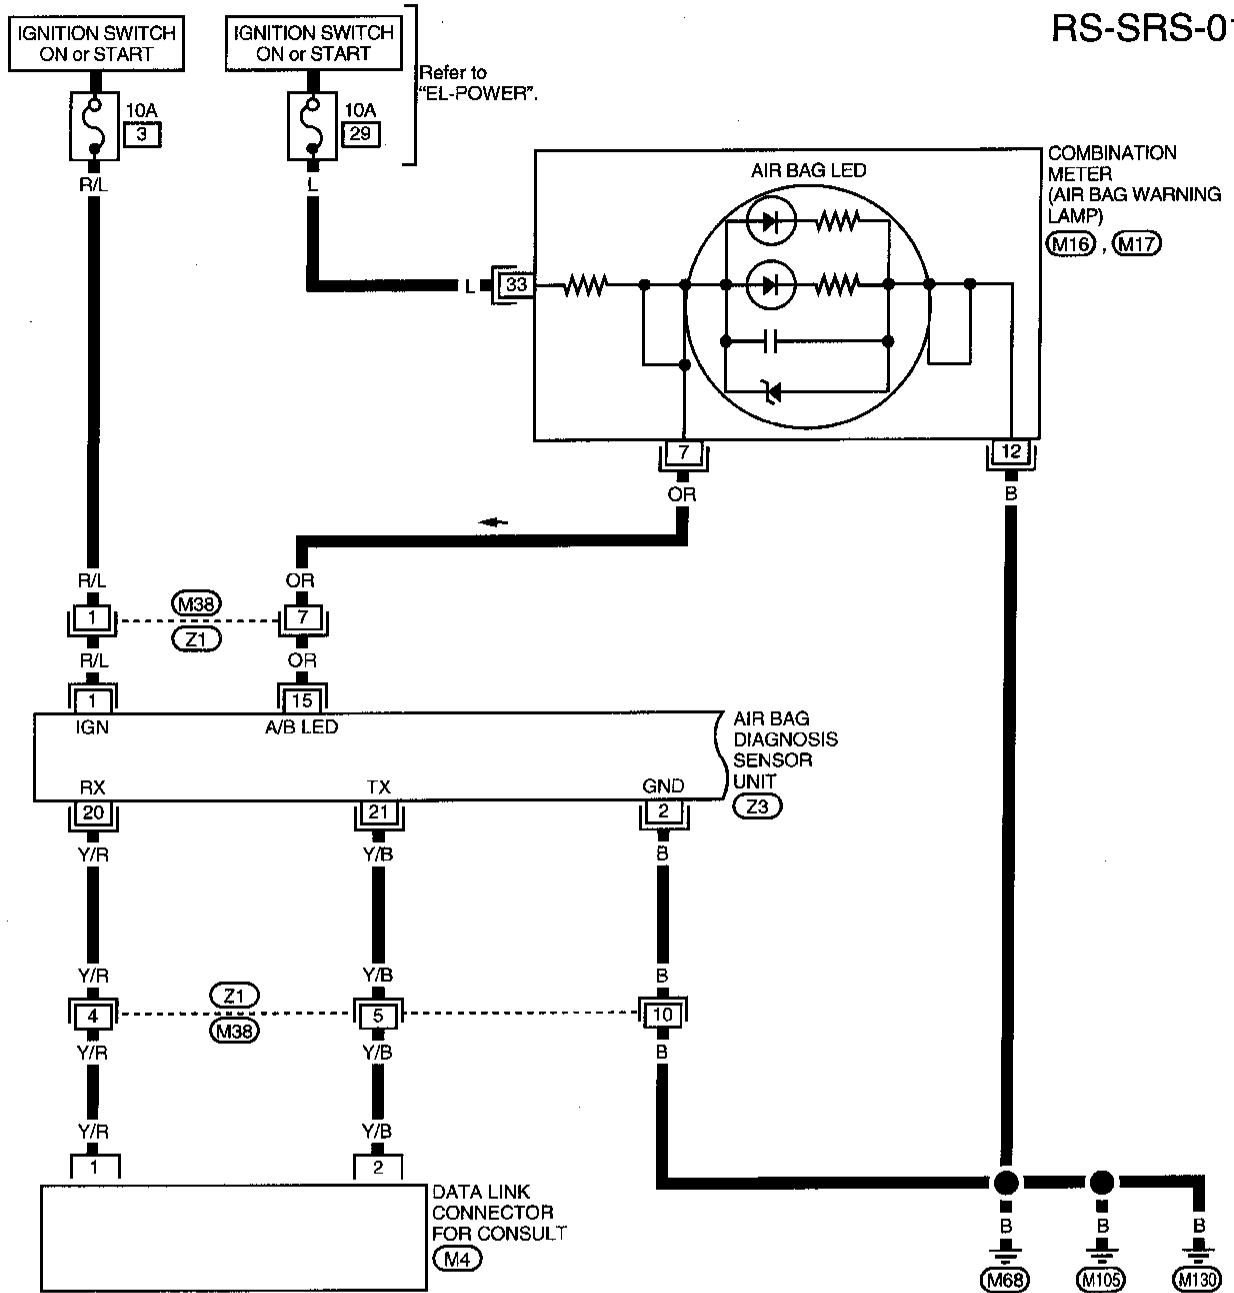 RS-SRS-01
IGNITION SWITCH
ON or START
IGNITION SWITCH
ON or START
Refer to
"EL-POWER".
10A
3
10A
29
R/L
L
COMBINATION
METER
(AIR BAG WARNING
LAMP)
M16 , M17
AIR BAG LED
L
33
7
12
OR
B
R/L
OR
M38
1
7
Z1
R/L
OR
1
15
IGN
A/B LED
AIR BAG
DIAGNOSIS
SENSOR
UNIT
Z3
RX
TX
GND
20
21
2
Y/R
Y/B
B
Y/R
Y/B
B
Z1
4
5
10
M38
Y/R
Y/B
B
Y/R
Y/B
1
2
DATA LINK
CONNECTOR
FOR CONSULT
M4
B
B
B
M68
M105
M130